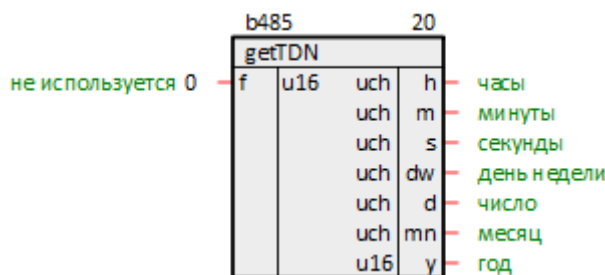 b485 20
getTDN
не используется 0 f u16 uch h часы
uch m минуты
uch s секунды
uch dw день недели
uch d число
uch mn месяц
u16 y год